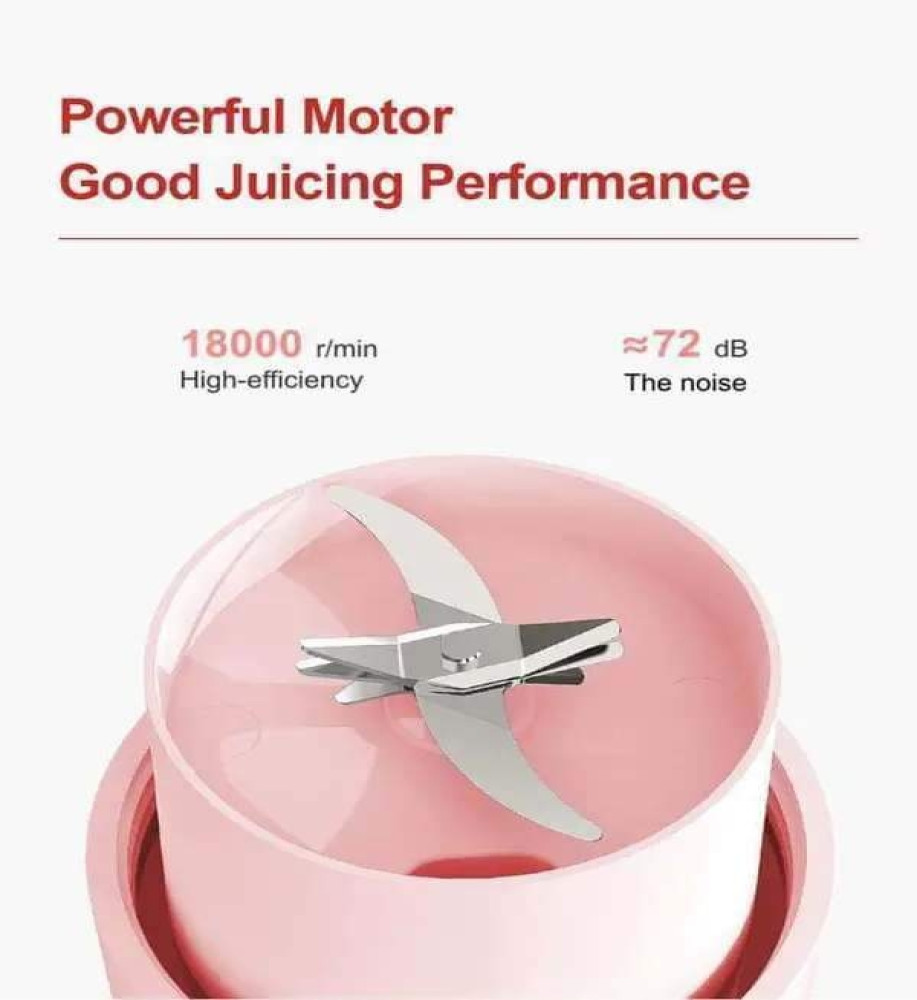 Powerful Motor
Good Juicing Performance
18000 r/min
High-efficiency
≈72 dB
The noise